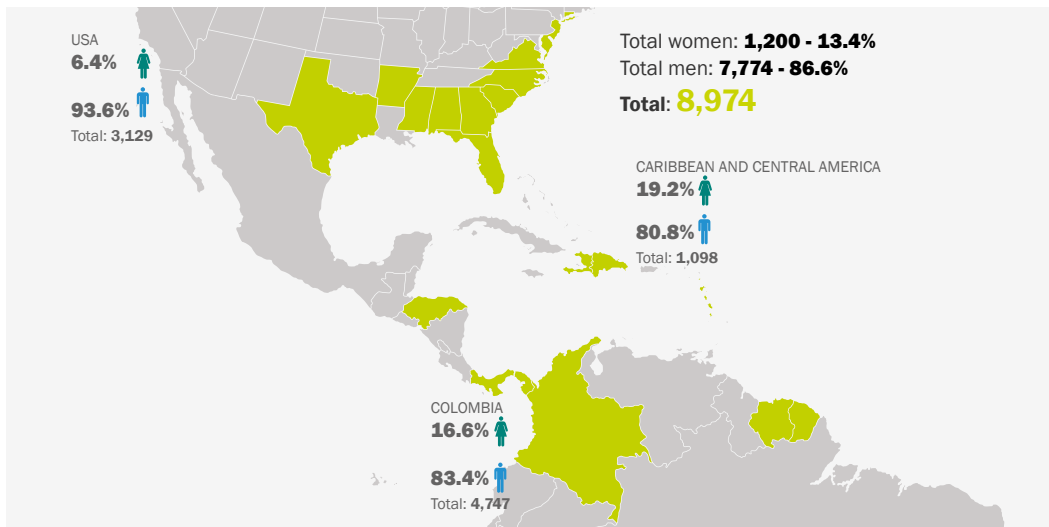 USA
6.4%
93.6%
Total: 3,129
Total women: 1,200 - 13.4%
Total men: 7,774 - 86.6%
Total: 8,974
CARIBBEAN AND CENTRAL AMERICA
19.2%
80.8%
Total: 1,098
COLOMBIA
16.6%
83.4%
Total: 4,747